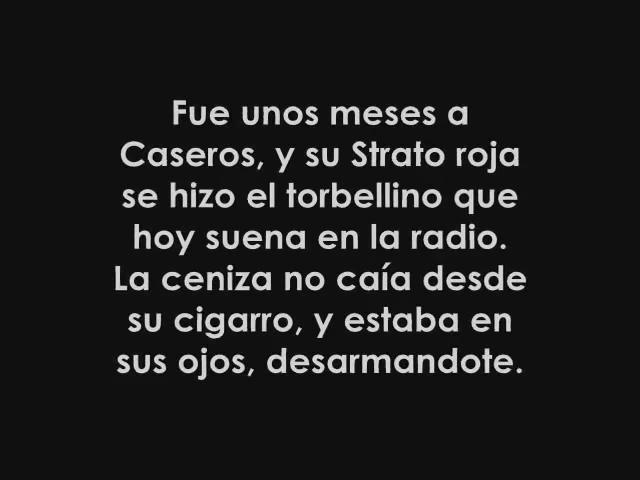 Fue unos meses a
Caseros, y su Strato roja
se hizo el torbellino que
hoy suena en la radio.
La ceniza no caía desde
su cigarro, y estaba en
sus ojos, desarmandote.